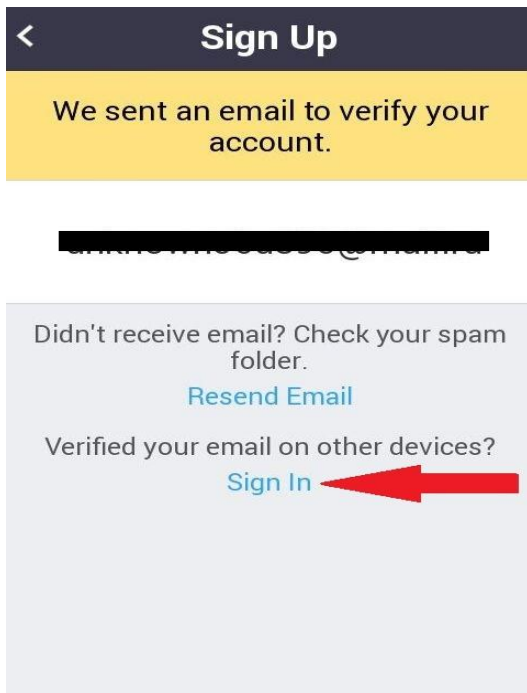 Sign Up
We sent an email to verify your
account.
Didn't receive email? Check your spam
folder.
Resend Email
Verified your email on other devices?
Sign In